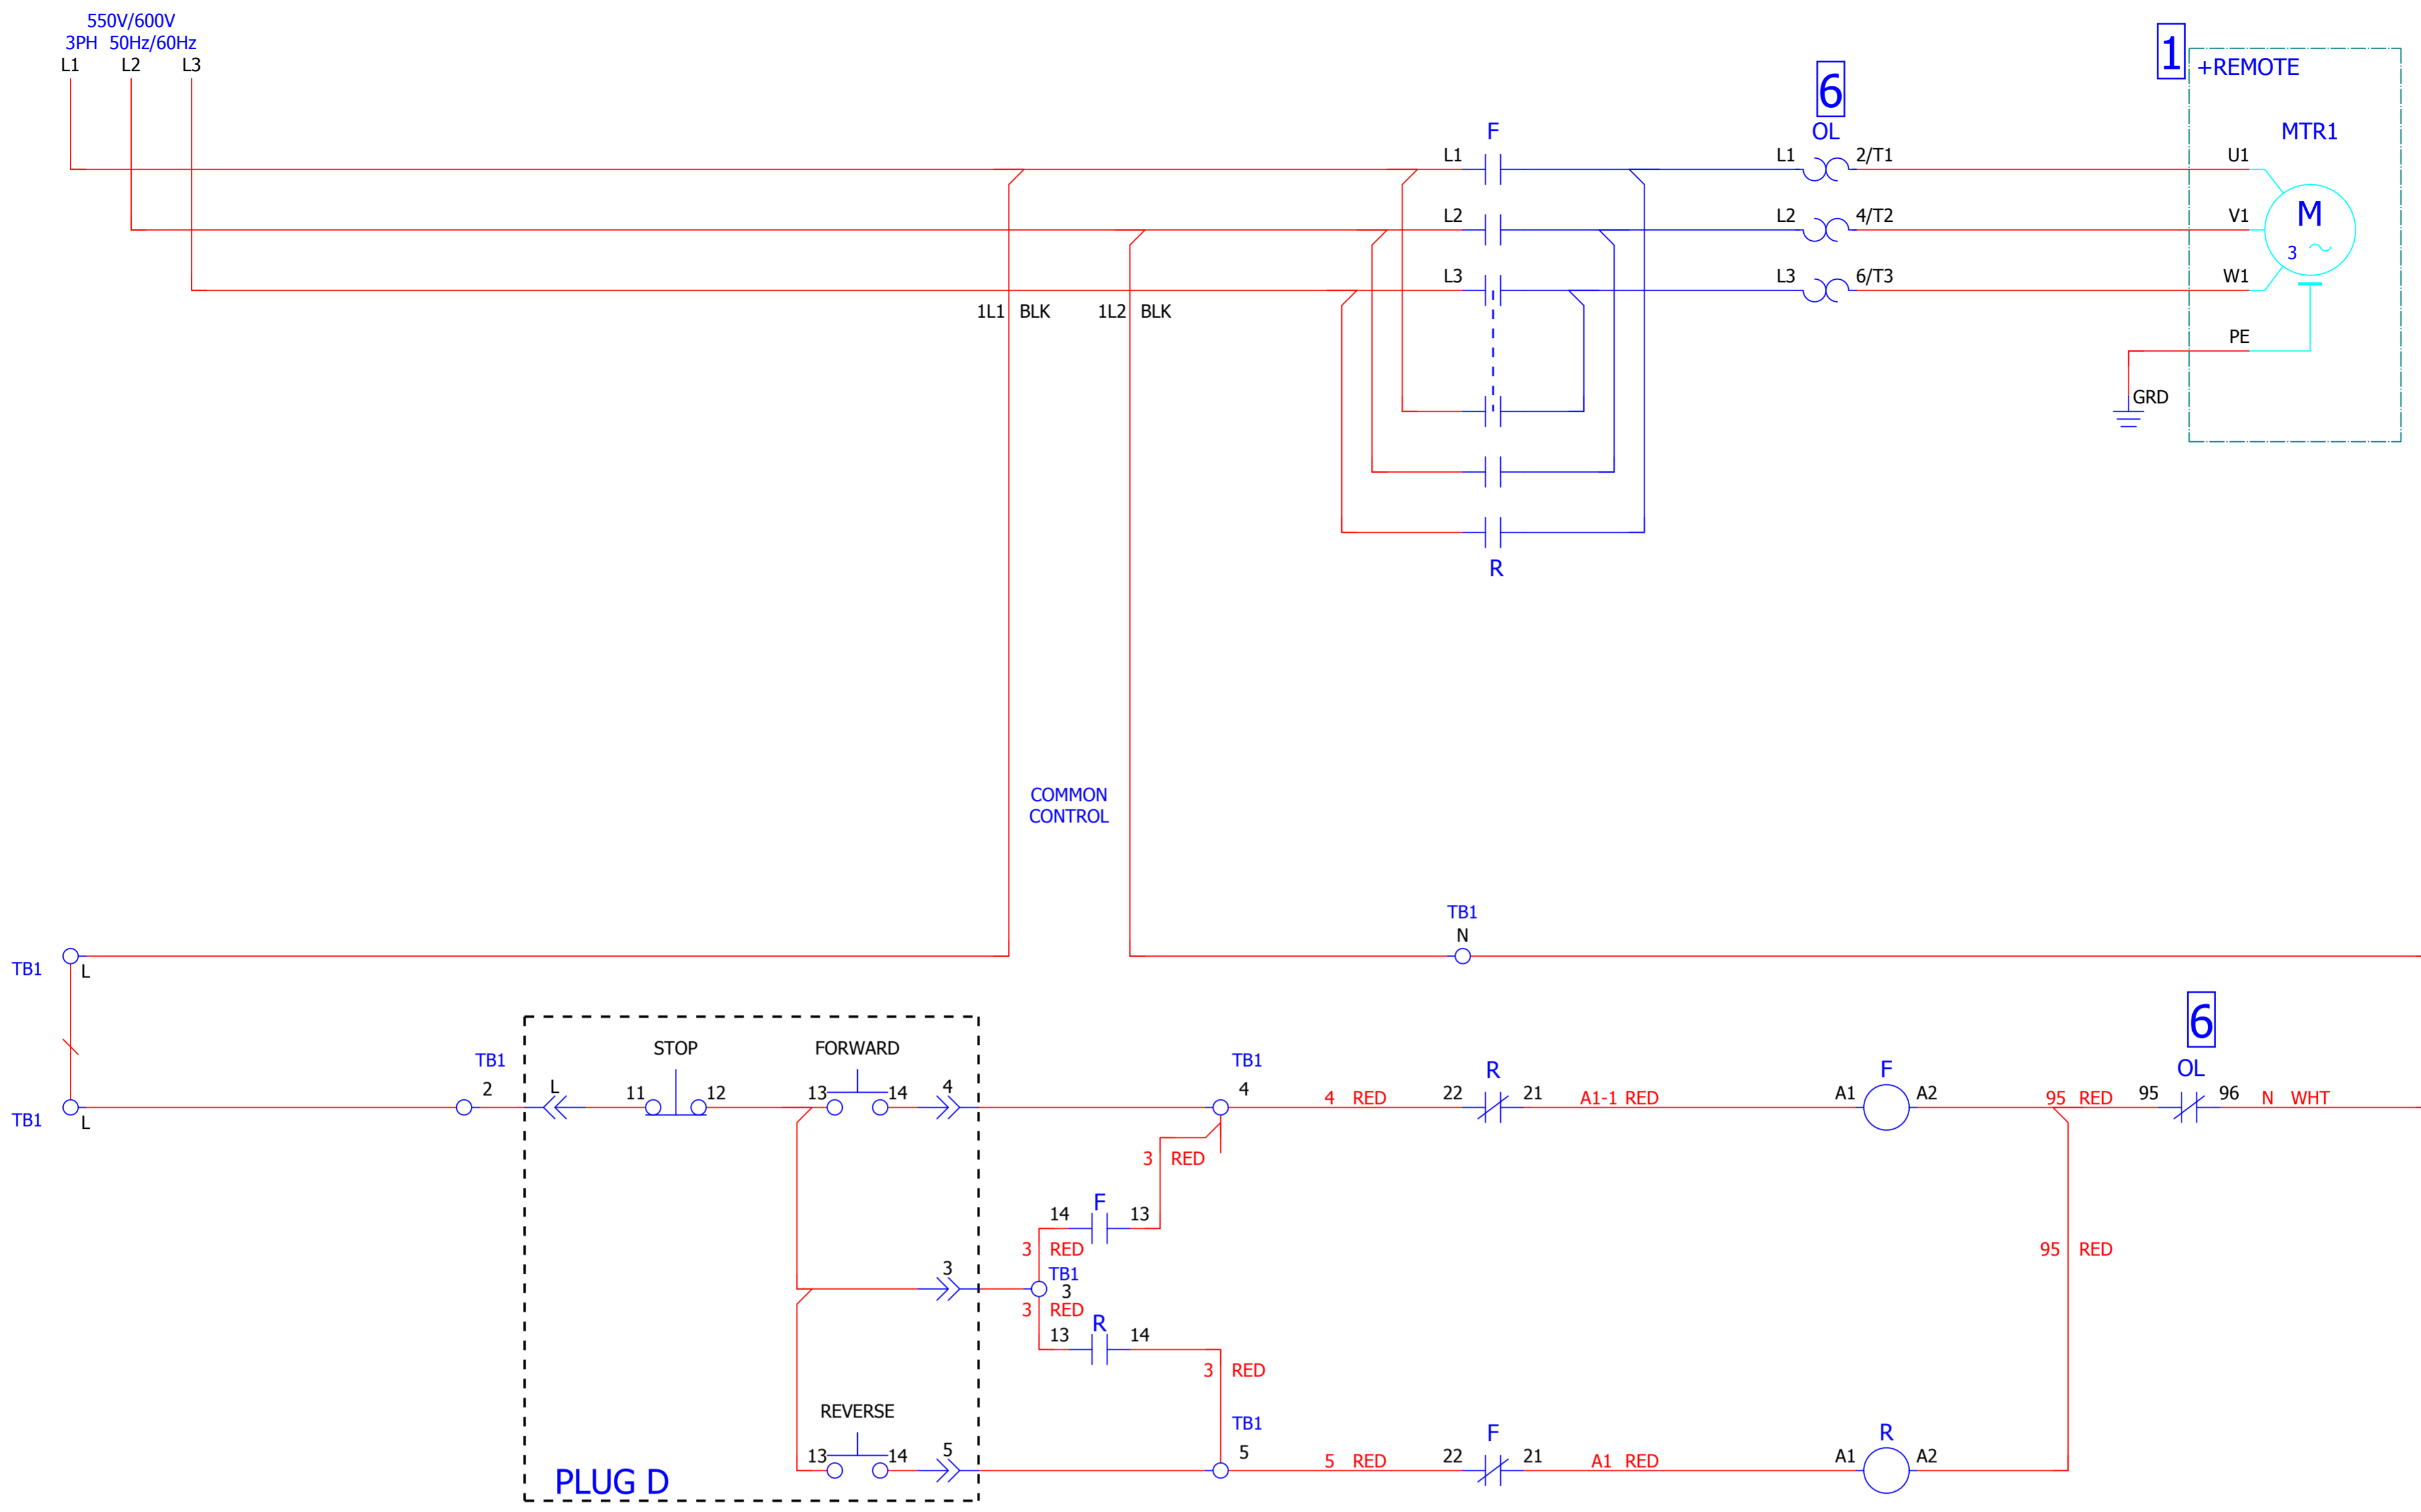 550V/600V
3PH 50Hz/60Hz
L1 L2 L3
1
+REMOTE
6
F OL MTR1
L1 L1 2/T1 U1
L2 L2 4/T2 V1
M
3
L3 L3 6/T3 W1
1L1 BLK 1L2 BLK
PE
GRD
R
COMMON
CONTROL
TB1
N
TB1 L
6
STOP FORWARD
TB1 TB1 R F OL
2 L 11 12 13 14 4 4 4 RED 22 21 A1-1 RED A1 A2 95 RED 95 96 N WHT
TB1 L
3 RED
F
14 13
3 RED 95 RED
3 TB1
3
3 RED
R
13 14
3 RED
REVERSE TB1 F R
13 14 5 5 5 RED 22 21 A1 RED A1 A2
PLUG D